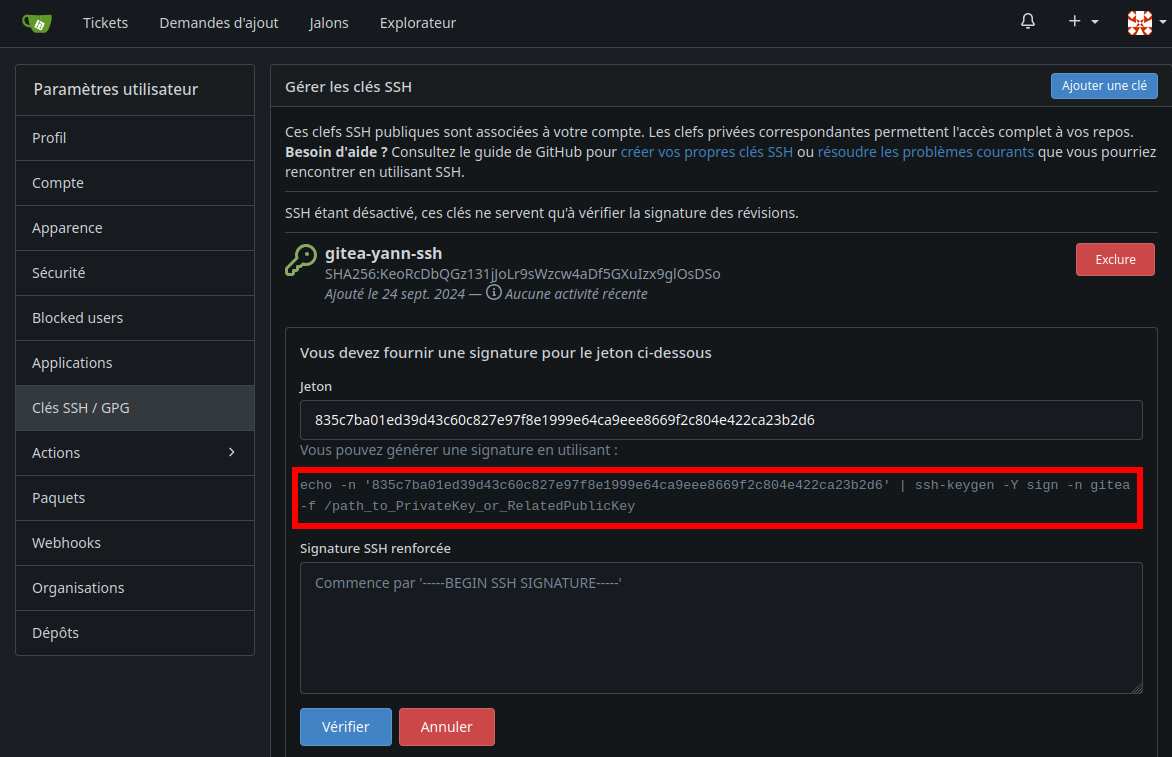 Tickets Demandes d'ajout Jalons Explorateur
Paramètres utilisateur
Profil
Compte
Apparence
Sécurité
Blocked users
Applications
Clés SSH / GPG
Actions
Paquets
Webhooks
Organisations
Dépôts
Gérer les clés SSH
Ajouter une clé
Ces clefs SSH publiques sont associées à votre compte. Les clefs privées correspondantes permettent l'accès complet à vos repos.
Besoin d'aide ? Consultez le guide de GitHub pour créer vos propres clés SSH ou résoudre les problèmes courants que vous pourriez
rencontrer en utilisant SSH.
SSH étant désactivé, ces clés ne servent qu'à vérifier la signature des révisions.
gitea-yann-ssh
SHA256:KeoRcDbQGz131jJoLr9sWzcw4aDf5GXuIzx9glOsDSo
Ajouté le 24 sept. 2024 — Aucune activité récente
Exclure
Vous devez fournir une signature pour le jeton ci-dessous
Jeton
835c7ba01ed39d43c60c827e97f8e1999e64ca9eee8669f2c804e422ca23b2d6
Vous pouvez générer une signature en utilisant :
echo -n '835c7ba01ed39d43c60c827e97f8e1999e64ca9eee8669f2c804e422ca23b2d6' | ssh-keygen -Y sign -n gitea
-f /path_to_PrivateKey_or_RelatedPublicKey
Signature SSH renforcée
Commence par '-----BEGIN SSH SIGNATURE-----'
Vérifier
Annuler